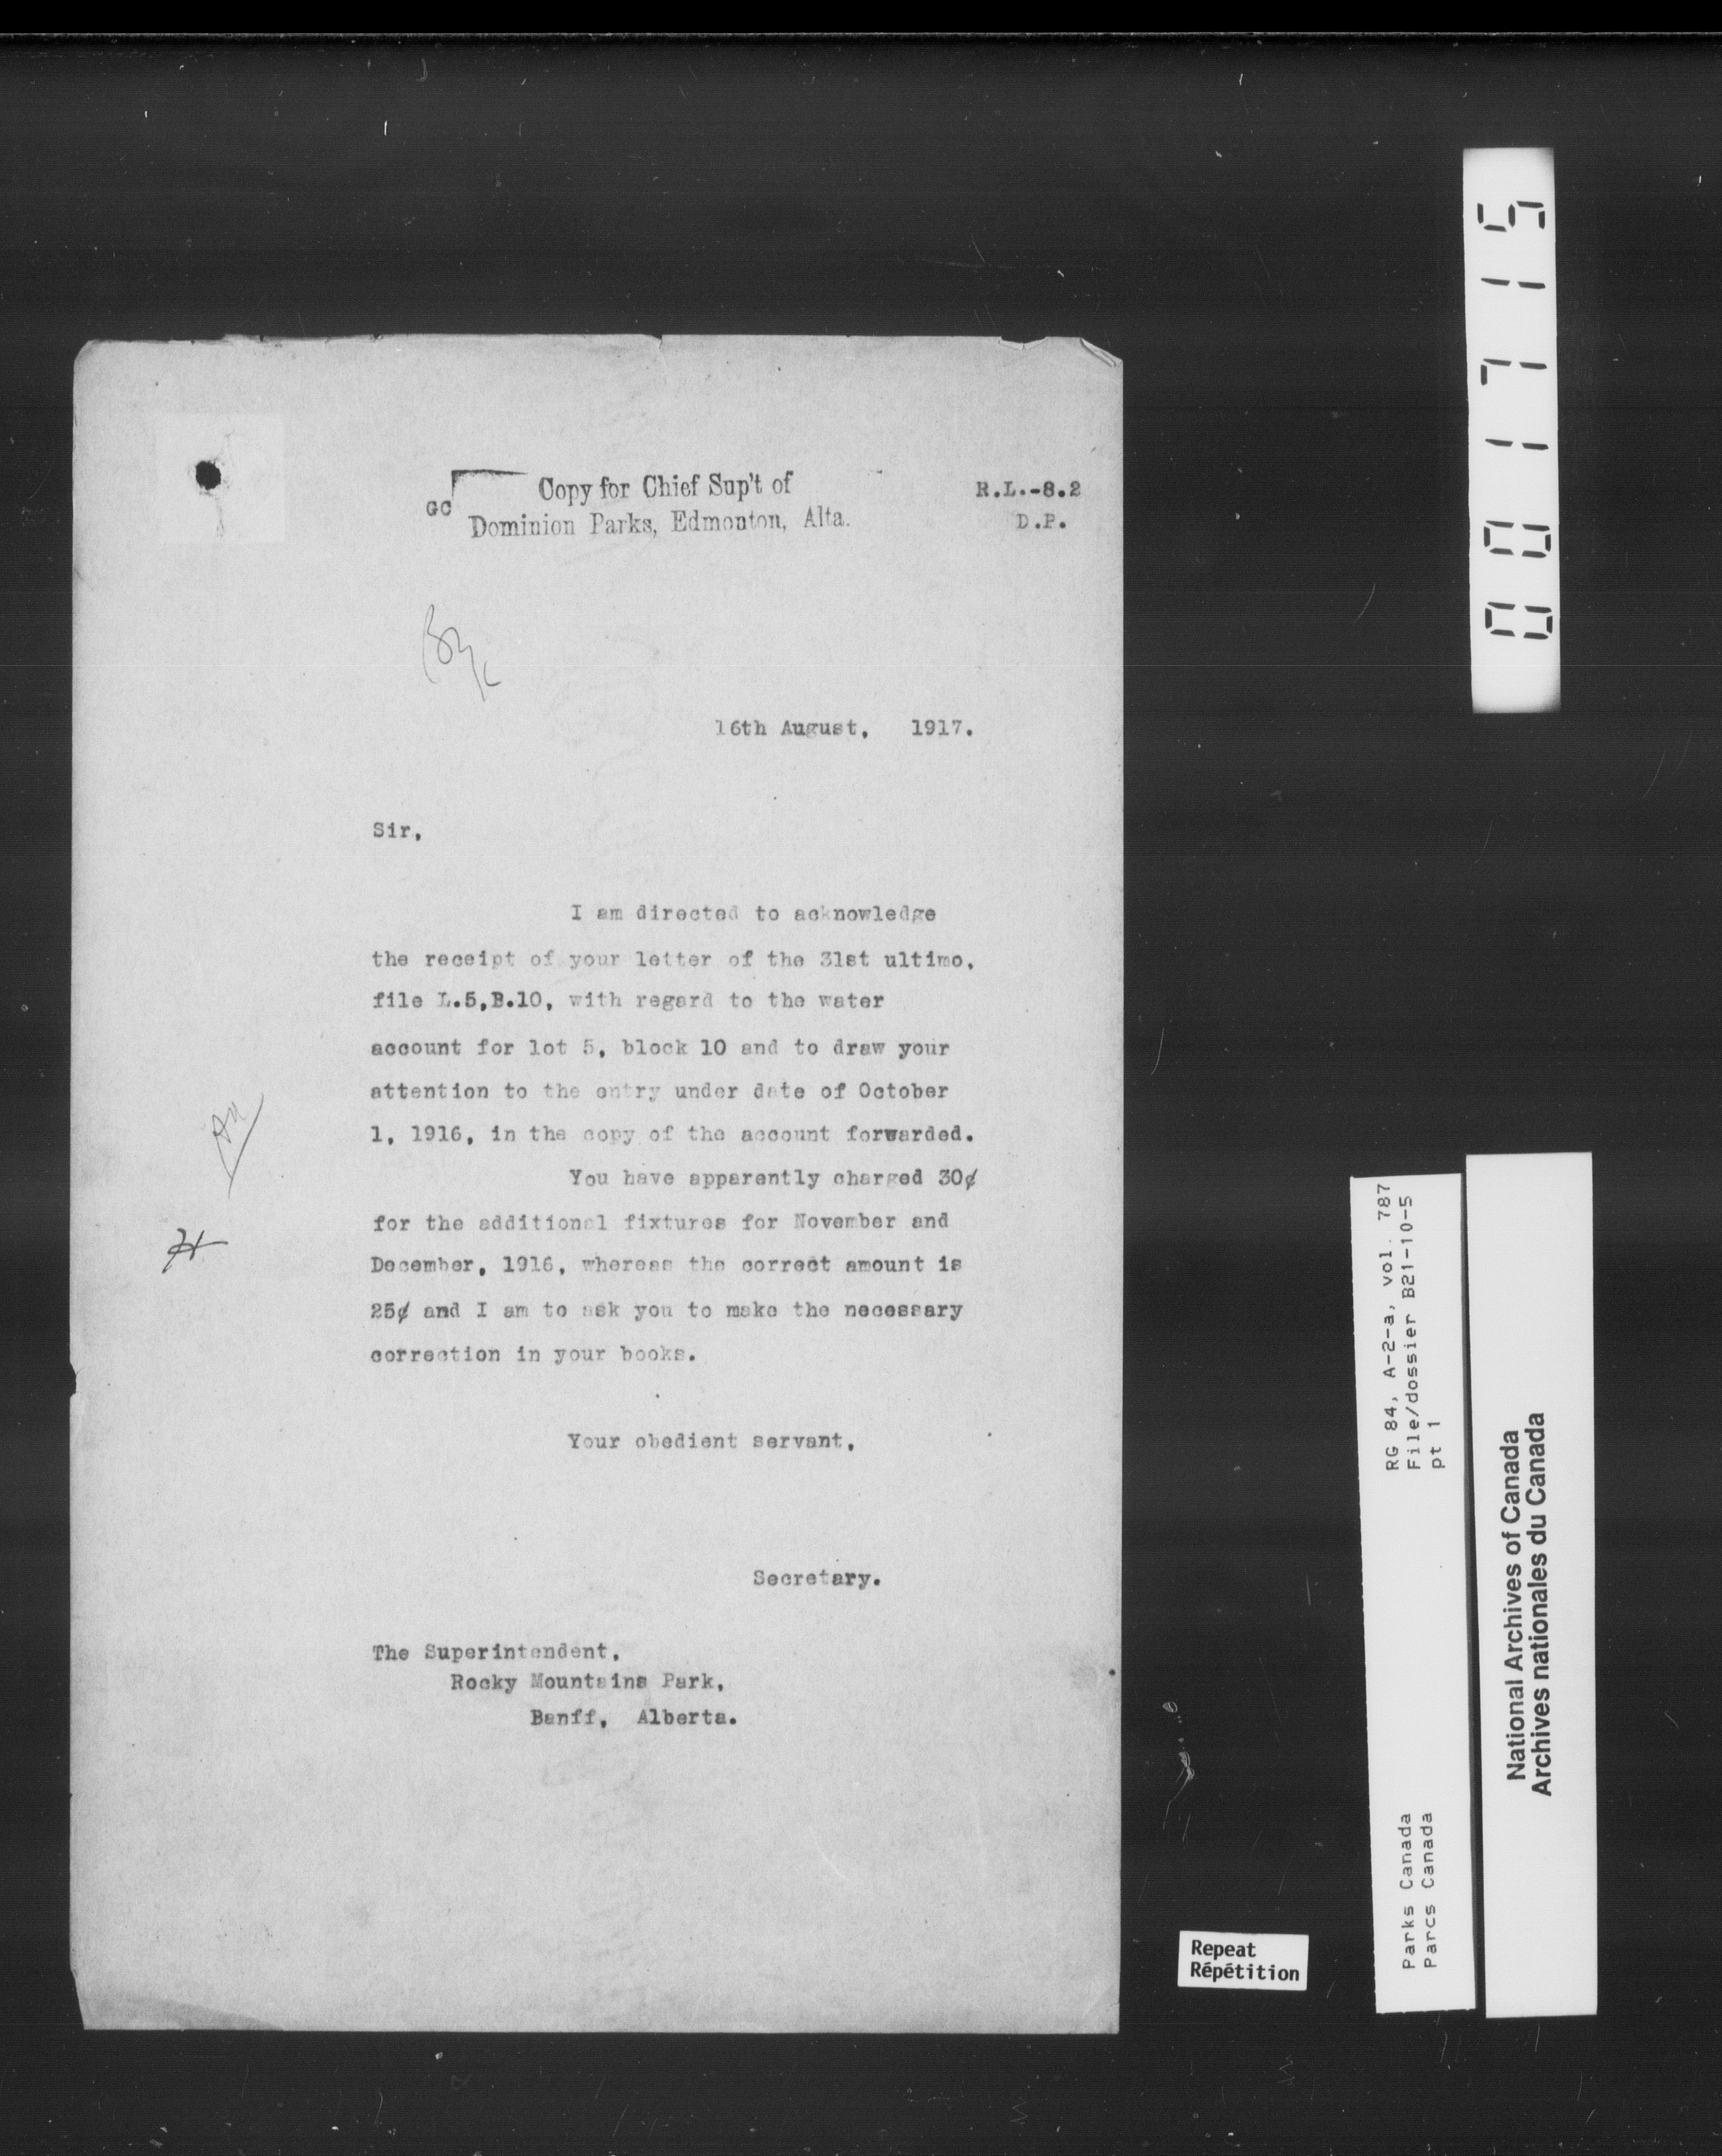 Copy for Chief Sup't of
GC Dominion Parks, Edmonton, Alta.
R.L.-8.2
D.P.
16th August, 1917.
Sir,
I am directed to acknowledge
the receipt of your letter of the 31st ultimo,
file L.5,B.10, with regard to the water
account for lot 5, block 10 and to draw your
attention to the entry under date of October
1, 1916, in the copy of the account forwarded.
You have apparently charged 30¢
for the additional fixtures for November and
December, 1916, whereas the correct amount is
25¢ and I am to ask you to make the necessary
correction in your books.
Your obedient servant,
Secretary.
The Superintendent,
Rocky Mountains Park,
Banff, Alberta.
001715
RG 84, A-2-a, vol. 787
File/dossier B21-10-5
pt 1
Parks Canada
Parcs Canada
National Archives of Canada
Archives nationales du Canada
Repeat
Répétition